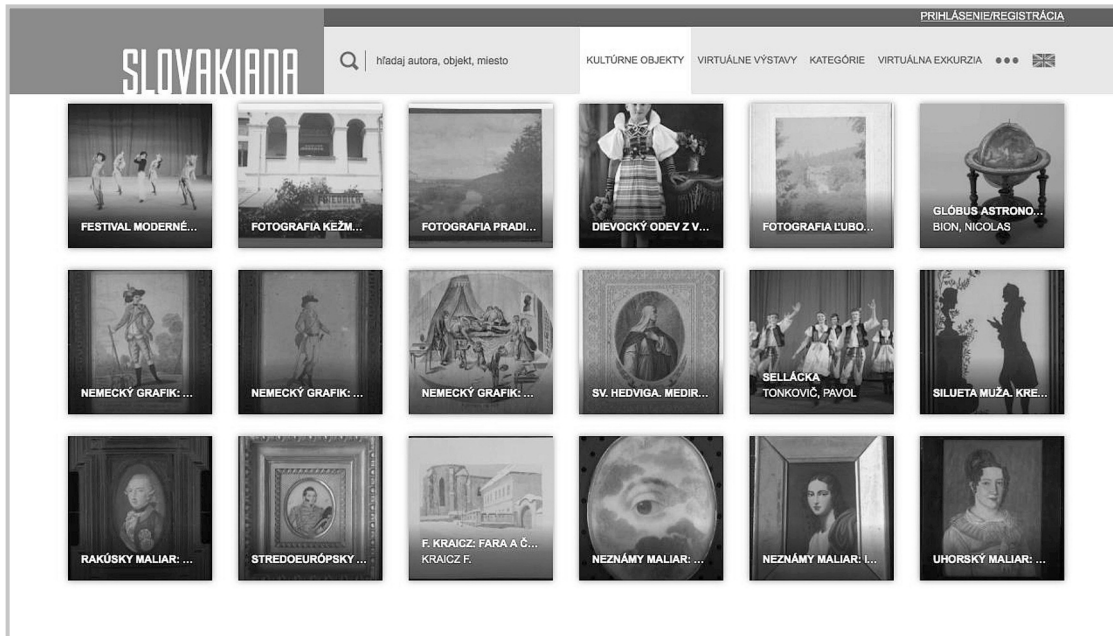 PRIHLÁSENIE/REGISTRÁCIA
SLOVAKIANA
hľadaj autora, objekt, miesto
KULTÚRNE OBJEKTY VIRTUÁLNE VÝSTAVY KATEGÓRIE VIRTUÁLNA EXKURZIA
FESTIVAL MODERNÉ...
FOTOGRAFIA KEŽM...
FOTOGRAFIA PRADI...
DIEVOCKÝ ODEV Z V...
FOTOGRAFIA ĽUBO...
GLÓBUS ASTRONO...
BION, NICOLAS
NEMECKÝ GRAFIK: ...
NEMECKÝ GRAFIK: ...
NEMECKÝ GRAFIK: ...
SV. HEDVIGA. MEDIR...
SELLÁCKA
TONKOVIČ, PAVOL
SILUETA MUŽA. KRE...
RAKÚSKY MALIAR: ...
STREDOEURÓPSKY ...
F. KRAICZ: FARA A Č...
KRAICZ F.
NEZNÁMY MALIAR: ...
NEZNÁMY MALIAR: I...
UHORSKÝ MALIAR: ...